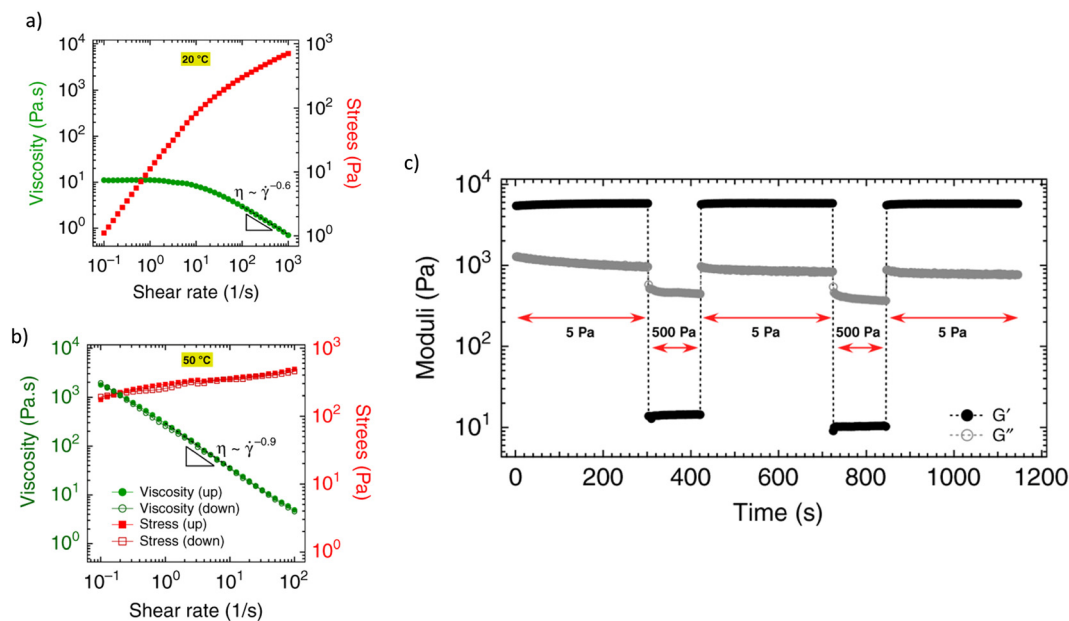 a)
20 °C
10⁴
10³
10²
10¹
10⁰
Viscosity (Pa.s)
10³
10²
10¹
10⁰
Strees (Pa)
η ~ γ̇⁻⁰·⁶
10⁻¹ 10⁰ 10¹ 10² 10³
Shear rate (1/s)
b)
50 °C
10⁴
10³
10²
10¹
10⁰
Viscosity (Pa.s)
10³
10²
10¹
10⁰
Strees (Pa)
η ~ γ̇⁻⁰·⁹
Viscosity (up)
Viscosity (down)
Stress (up)
Stress (down)
10⁻¹ 10⁰ 10¹ 10²
Shear rate (1/s)
c)
10⁴
10³
10²
10¹
Moduli (Pa)
5 Pa 500 Pa 5 Pa 500 Pa 5 Pa
G′
G″
0 200 400 600 800 1000 1200
Time (s)